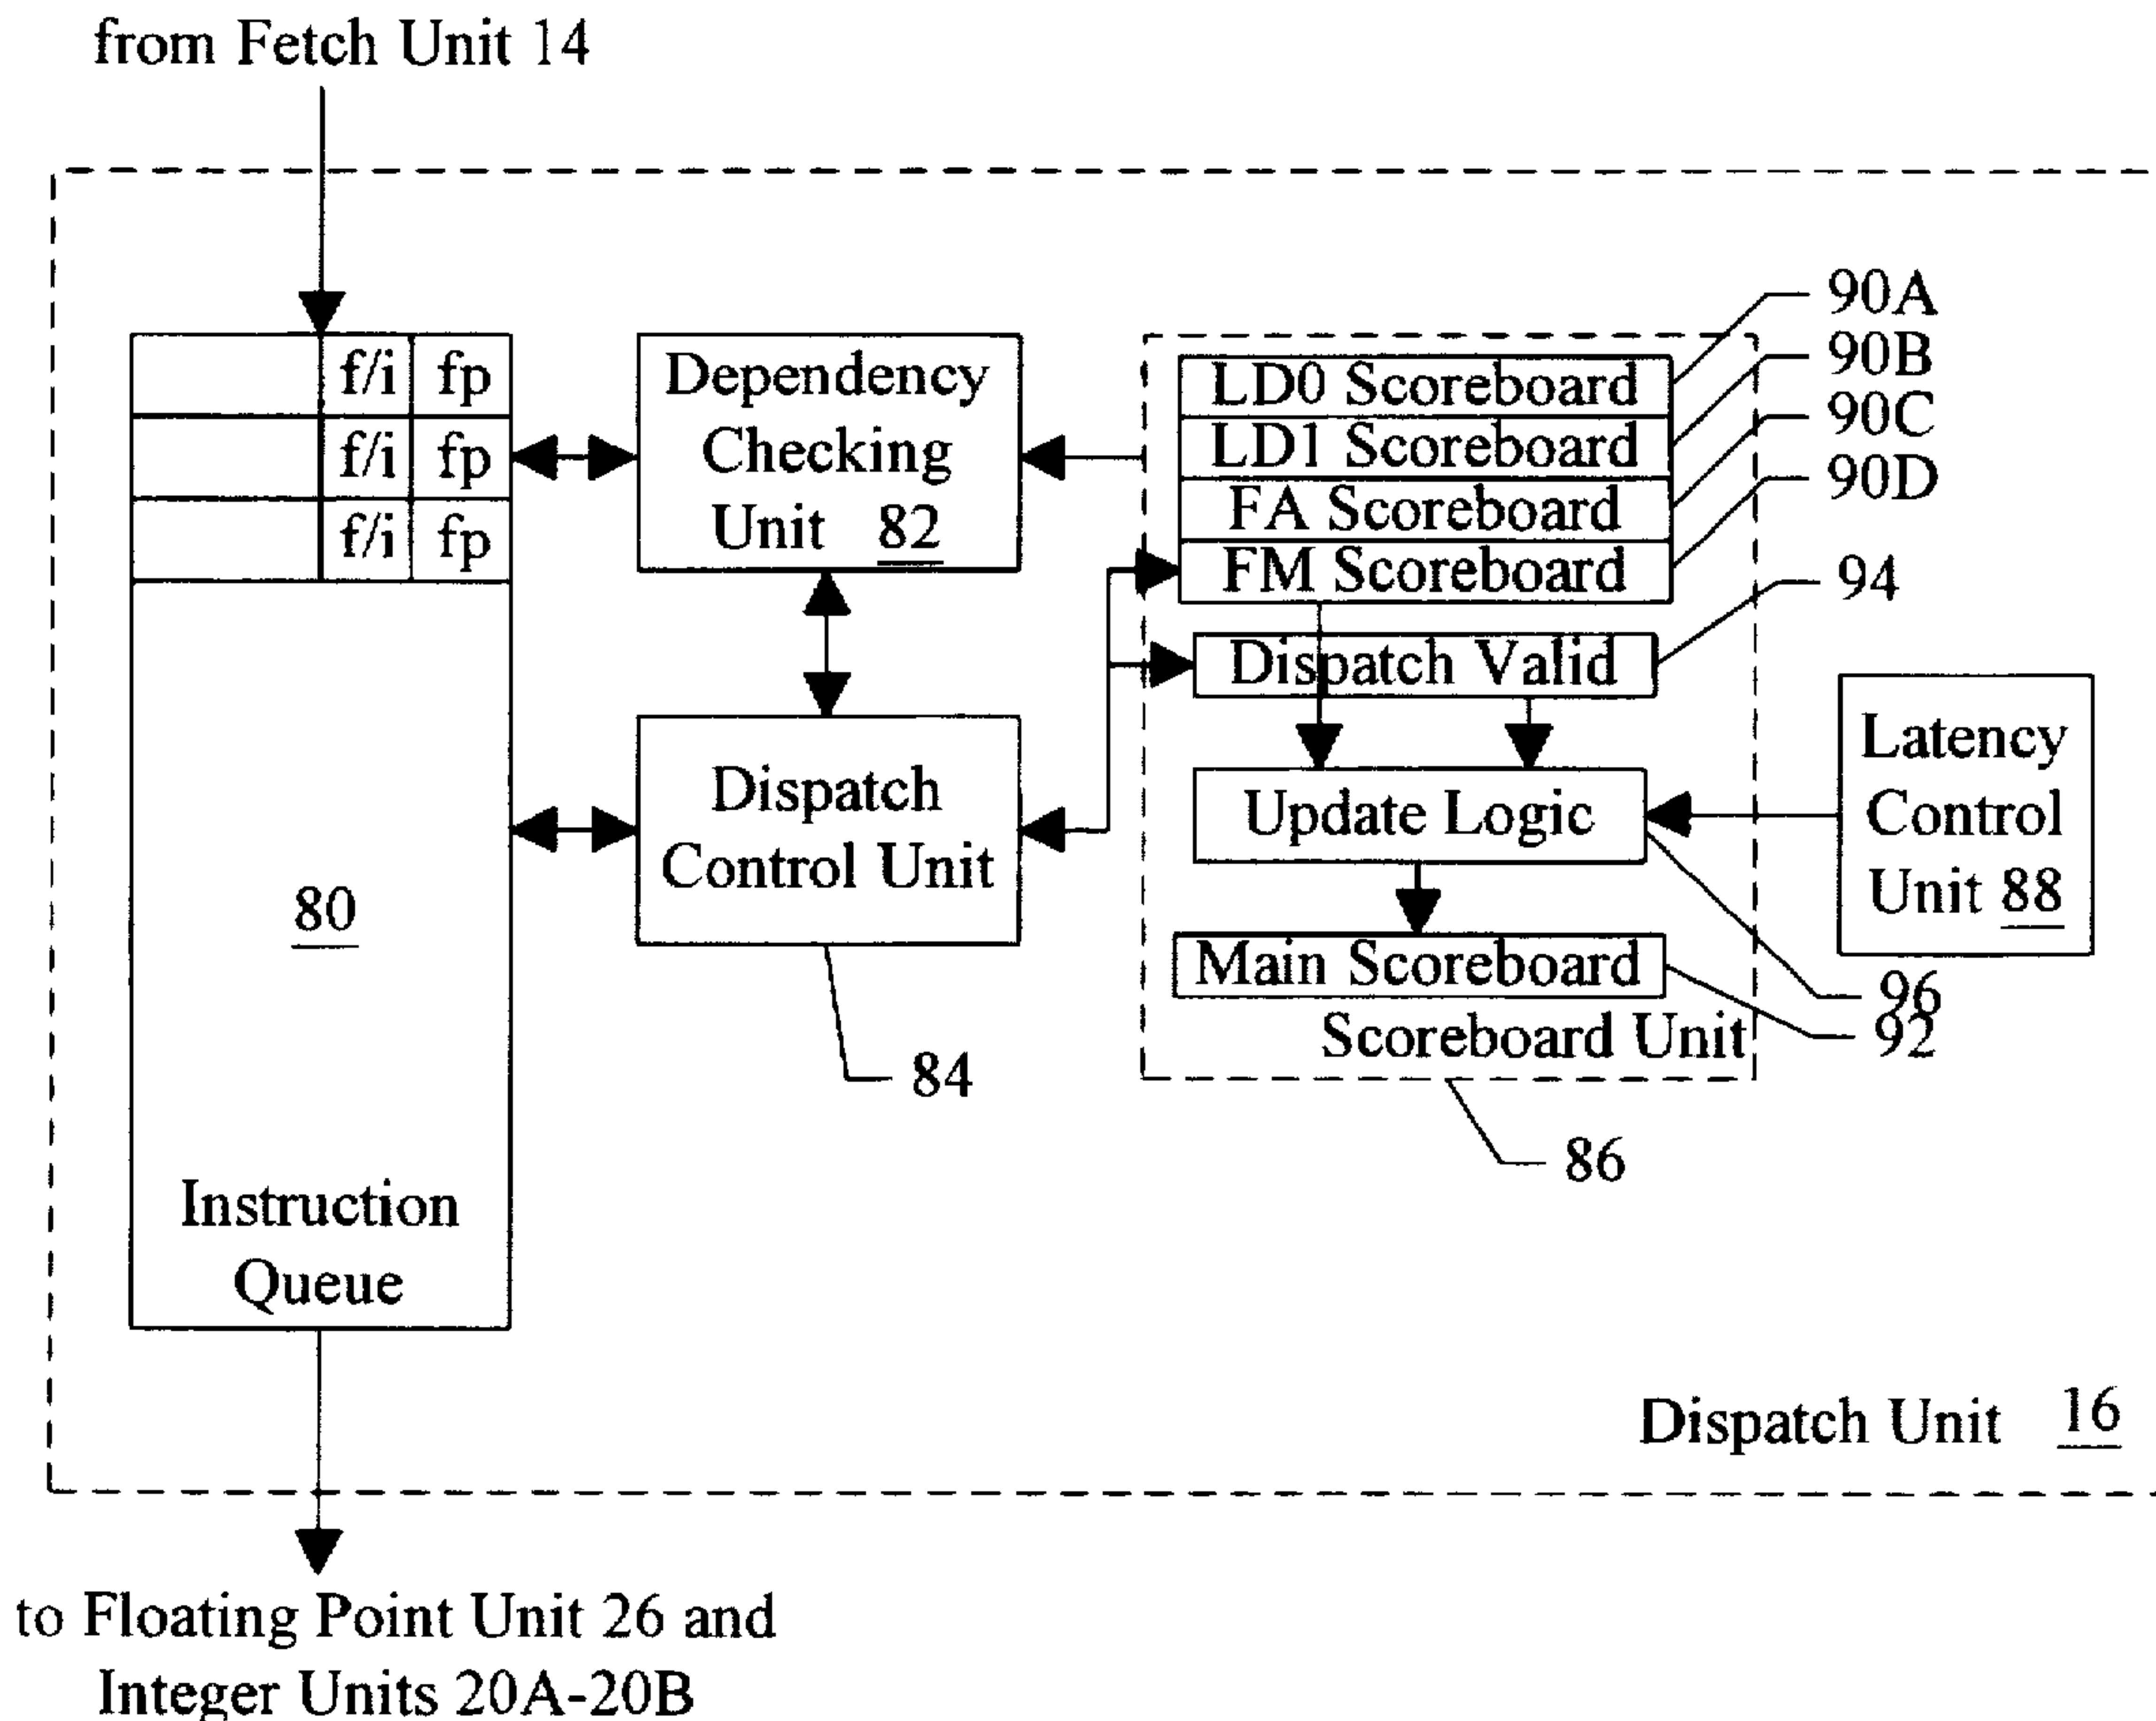 from Fetch Unit 14
f/i fp
f/i fp
f/i fp
80
Instruction
Queue
Dependency
Checking
Unit 82
Dispatch
Control Unit
84
LD0 Scoreboard
LD1 Scoreboard
FA Scoreboard
FM Scoreboard
Dispatch Valid
Update Logic
Main Scoreboard
Scoreboard Unit
90A
90B
90C
90D
94
Latency
Control
Unit 88
96
92
86
Dispatch Unit 16
to Floating Point Unit 26 and
Integer Units 20A-20B